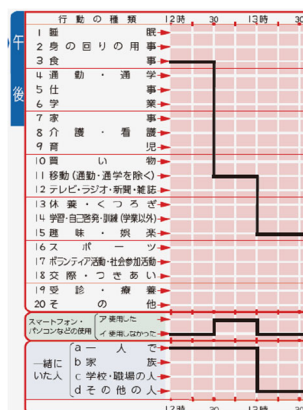 午後
行動の種類 12時 30 13時 30
1 睡眠
2 身の回りの用事
3 食事
4 通勤・通学
5 仕事
6 学業
7 家事
8 介護・看護
9 育児
10 買い物
11 移動(通勤・通学を除く)
12 テレビ・ラジオ・新聞・雑誌
13 休養・くつろぎ
14 学習・自己啓発・訓練(学業以外)
15 趣味・娯楽
16 スポーツ
17 ボランティア活動・社会参加活動
18 交際・つきあい
19 受診・療養
20 その他
スマートフォン・パソコンなどの使用
ア 使用した
イ 使用しなかった
一緒にいた人
a 一人で
b 家族
c 学校・職場の人
d その他の人
12時 30 13時 30